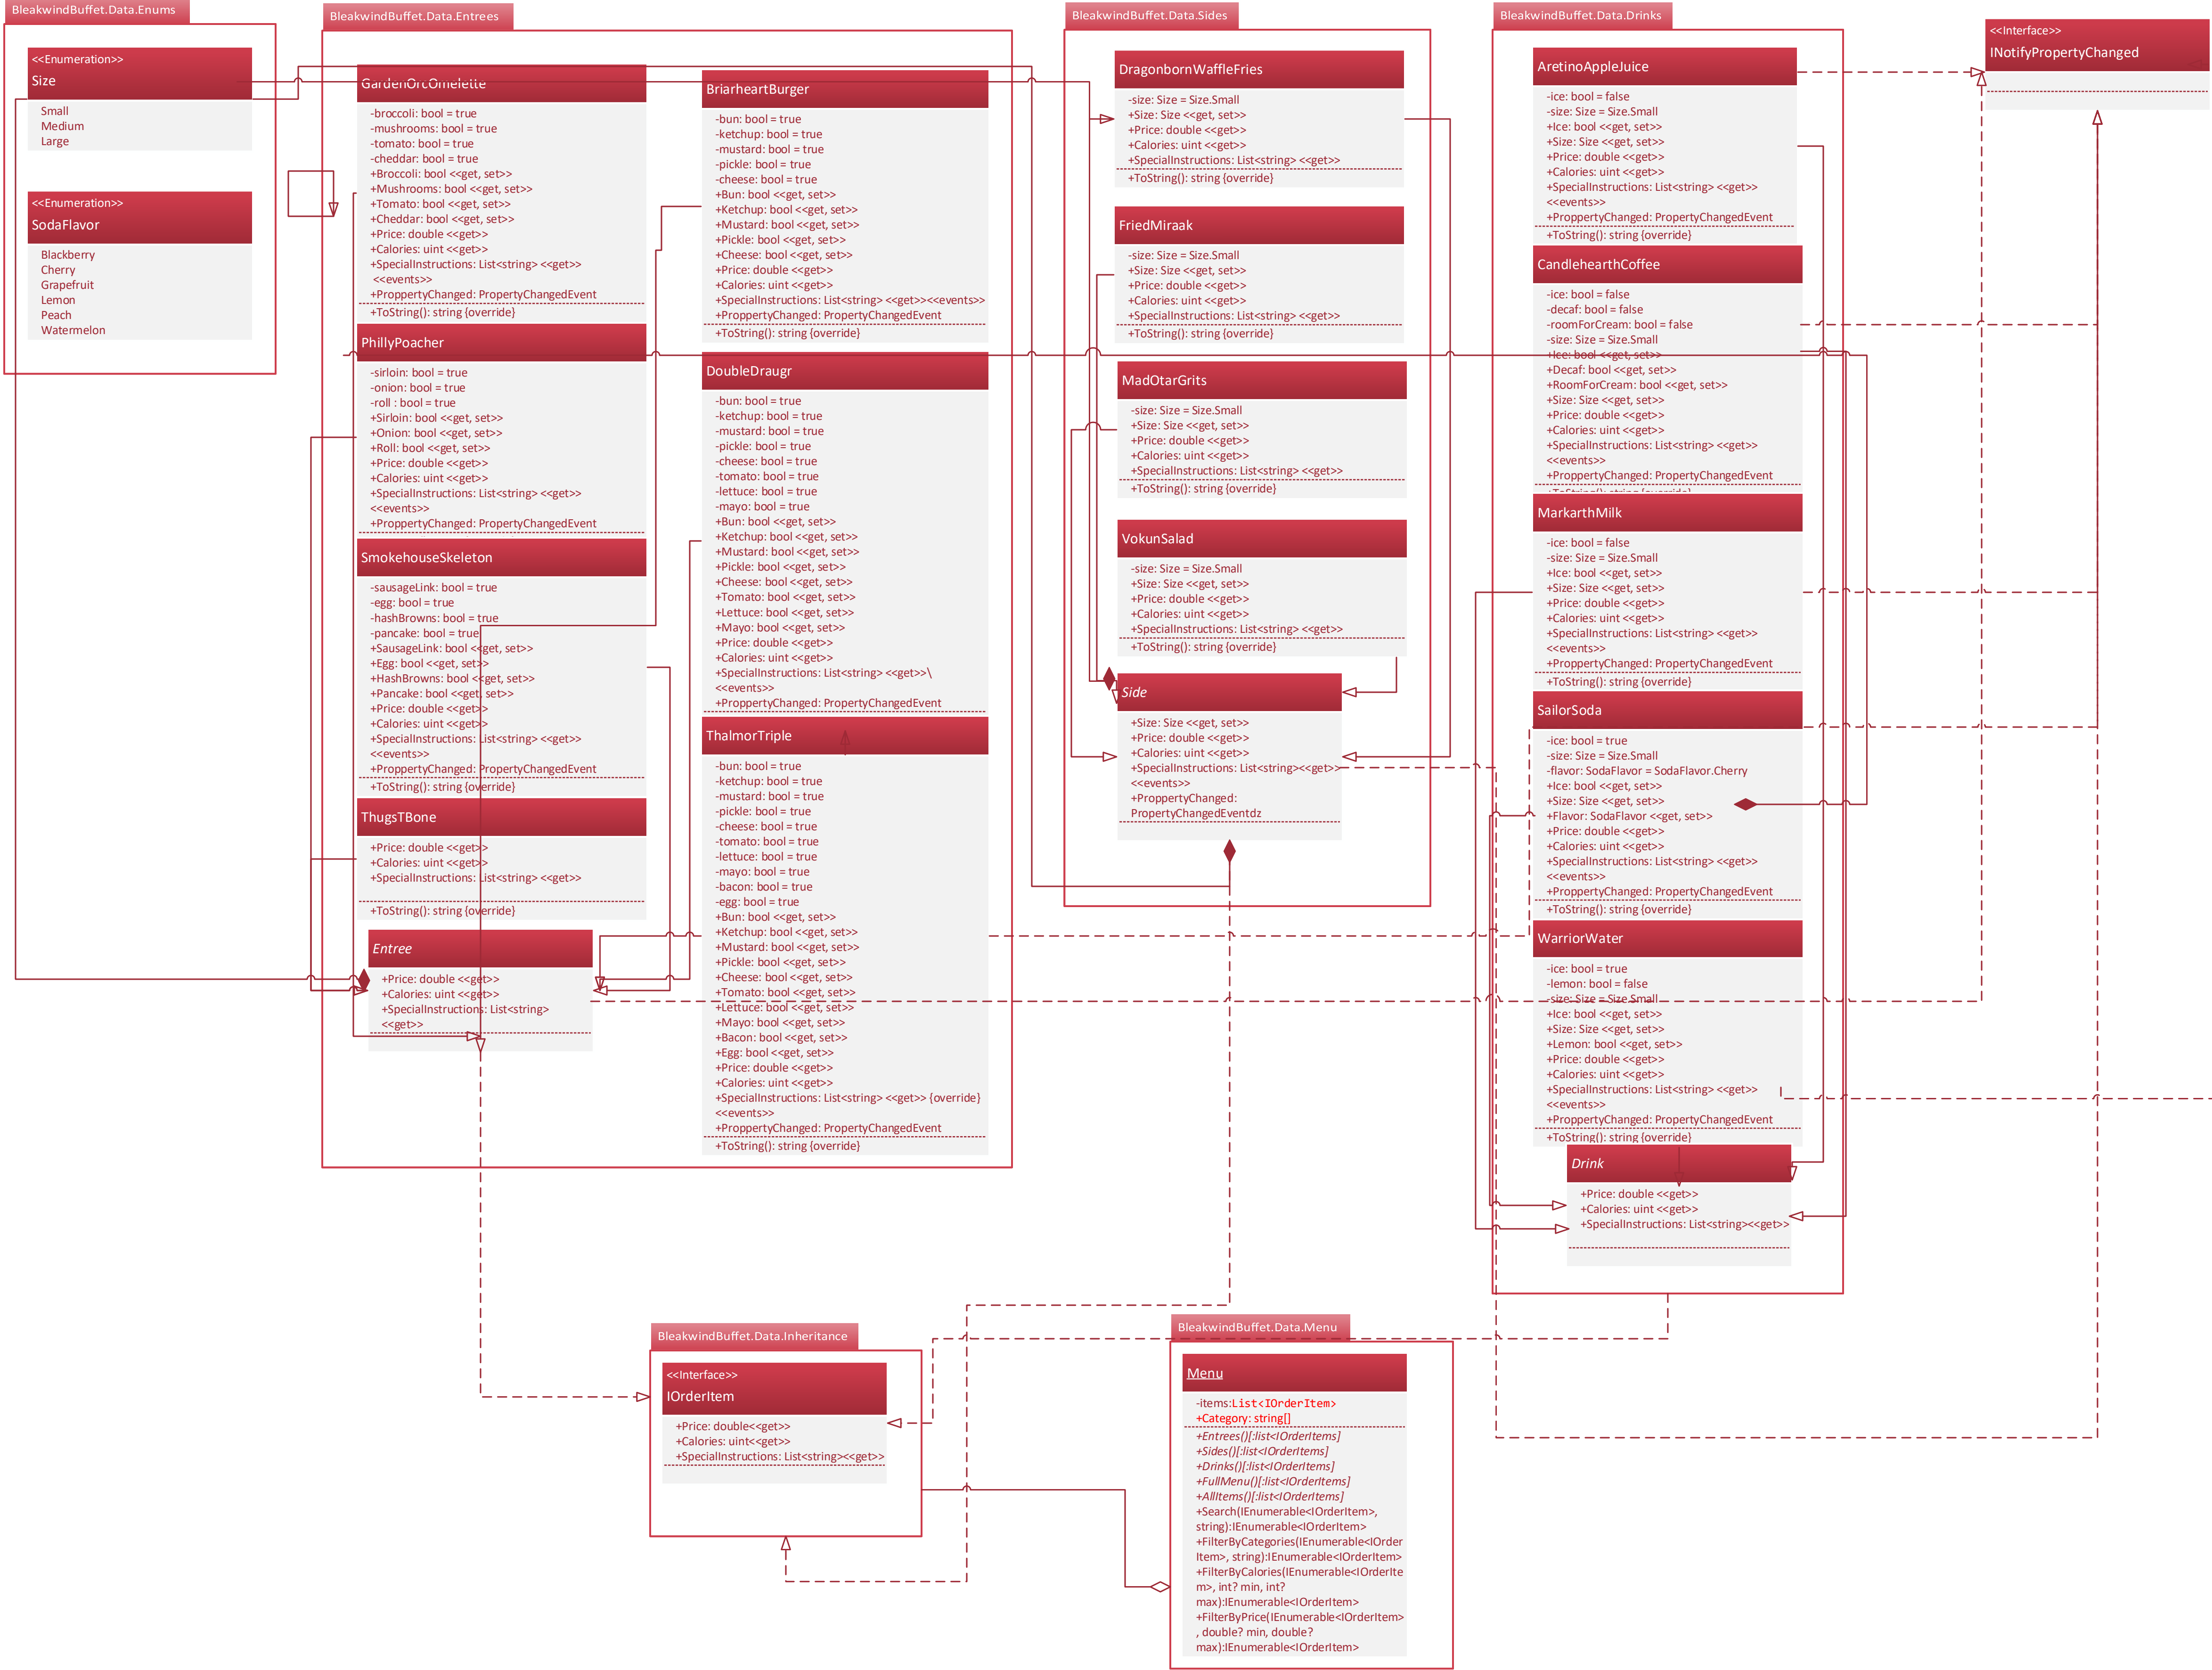 BleakwindBuffet.Data.Enums
<<Enumeration>>
Size
Small
Medium
Large
<<Enumeration>>
SodaFlavor
Blackberry
Cherry
Grapefruit
Lemon
Peach
Watermelon
BleakwindBuffet.Data.Entrees
GardenOrcOmelette
-broccoli: bool = true
-mushrooms: bool = true
-tomato: bool = true
-cheddar: bool = true
+Broccoli: bool <<get, set>>
+Mushrooms: bool <<get, set>>
+Tomato: bool <<get, set>>
+Cheddar: bool <<get, set>>
+Price: double <<get>>
+Calories: uint <<get>>
+SpecialInstructions: List<string> <<get>>
<<events>>
+ProppertyChanged: PropertyChangedEvent
+ToString(): string {override}
PhillyPoacher
-sirloin: bool = true
-onion: bool = true
-roll : bool = true
+Sirloin: bool <<get, set>>
+Onion: bool <<get, set>>
+Roll: bool <<get, set>>
+Price: double <<get>>
+Calories: uint <<get>>
+SpecialInstructions: List<string> <<get>>
<<events>>
+ProppertyChanged: PropertyChangedEvent
SmokehouseSkeleton
-sausageLink: bool = true
-egg: bool = true
-hashBrowns: bool = true
-pancake: bool = true
+SausageLink: bool <<get, set>>
+Egg: bool <<get, set>>
+HashBrowns: bool <<get, set>>
+Pancake: bool <<get, set>>
+Price: double <<get>>
+Calories: uint <<get>>
+SpecialInstructions: List<string> <<get>>
<<events>>
+ProppertyChanged: PropertyChangedEvent
+ToString(): string {override}
ThugsTBone
+Price: double <<get>>
+Calories: uint <<get>>
+SpecialInstructions: List<string> <<get>>
+ToString(): string {override}
Entree
+Price: double <<get>>
+Calories: uint <<get>>
+SpecialInstructions: List<string>
<<get>>
BriarheartBurger
-bun: bool = true
-ketchup: bool = true
-mustard: bool = true
-pickle: bool = true
-cheese: bool = true
+Bun: bool <<get, set>>
+Ketchup: bool <<get, set>>
+Mustard: bool <<get, set>>
+Pickle: bool <<get, set>>
+Cheese: bool <<get, set>>
+Price: double <<get>>
+Calories: uint <<get>>
+SpecialInstructions: List<string> <<get>><<events>>
+ProppertyChanged: PropertyChangedEvent
+ToString(): string {override}
DoubleDraugr
-bun: bool = true
-ketchup: bool = true
-mustard: bool = true
-pickle: bool = true
-cheese: bool = true
-tomato: bool = true
-lettuce: bool = true
-mayo: bool = true
+Bun: bool <<get, set>>
+Ketchup: bool <<get, set>>
+Mustard: bool <<get, set>>
+Pickle: bool <<get, set>>
+Cheese: bool <<get, set>>
+Tomato: bool <<get, set>>
+Lettuce: bool <<get, set>>
+Mayo: bool <<get, set>>
+Price: double <<get>>
+Calories: uint <<get>>
+SpecialInstructions: List<string> <<get>>\
<<events>>
+ProppertyChanged: PropertyChangedEvent
ThalmorTriple
-bun: bool = true
-ketchup: bool = true
-mustard: bool = true
-pickle: bool = true
-cheese: bool = true
-tomato: bool = true
-lettuce: bool = true
-mayo: bool = true
-bacon: bool = true
-egg: bool = true
+Bun: bool <<get, set>>
+Ketchup: bool <<get, set>>
+Mustard: bool <<get, set>>
+Pickle: bool <<get, set>>
+Cheese: bool <<get, set>>
+Tomato: bool <<get, set>>
+Lettuce: bool <<get, set>>
+Mayo: bool <<get, set>>
+Bacon: bool <<get, set>>
+Egg: bool <<get, set>>
+Price: double <<get>>
+Calories: uint <<get>>
+SpecialInstructions: List<string> <<get>> {override}
<<events>>
+ProppertyChanged: PropertyChangedEvent
+ToString(): string {override}
BleakwindBuffet.Data.Sides
DragonbornWaffleFries
-size: Size = Size.Small
+Size: Size <<get, set>>
+Price: double <<get>>
+Calories: uint <<get>>
+SpecialInstructions: List<string> <<get>>
+ToString(): string {override}
FriedMiraak
-size: Size = Size.Small
+Size: Size <<get, set>>
+Price: double <<get>>
+Calories: uint <<get>>
+SpecialInstructions: List<string> <<get>>
+ToString(): string {override}
MadOtarGrits
-size: Size = Size.Small
+Size: Size <<get, set>>
+Price: double <<get>>
+Calories: uint <<get>>
+SpecialInstructions: List<string> <<get>>
+ToString(): string {override}
VokunSalad
-size: Size = Size.Small
+Size: Size <<get, set>>
+Price: double <<get>>
+Calories: uint <<get>>
+SpecialInstructions: List<string> <<get>>
+ToString(): string {override}
Side
+Size: Size <<get, set>>
+Price: double <<get>>
+Calories: uint <<get>>
+SpecialInstructions: List<string><<get>>
<<events>>
+ProppertyChanged:
PropertyChangedEventdz
BleakwindBuffet.Data.Drinks
AretinoAppleJuice
-ice: bool = false
-size: Size = Size.Small
+Ice: bool <<get, set>>
+Size: Size <<get, set>>
+Price: double <<get>>
+Calories: uint <<get>>
+SpecialInstructions: List<string> <<get>>
<<events>>
+ProppertyChanged: PropertyChangedEvent
+ToString(): string {override}
CandlehearthCoffee
-ice: bool = false
-decaf: bool = false
-roomForCream: bool = false
-size: Size = Size.Small
+Ice: bool <<get, set>>
+Decaf: bool <<get, set>>
+RoomForCream: bool <<get, set>>
+Size: Size <<get, set>>
+Price: double <<get>>
+Calories: uint <<get>>
+SpecialInstructions: List<string> <<get>>
<<events>>
+ProppertyChanged: PropertyChangedEvent
MarkarthMilk
-ice: bool = false
-size: Size = Size.Small
+Ice: bool <<get, set>>
+Size: Size <<get, set>>
+Price: double <<get>>
+Calories: uint <<get>>
+SpecialInstructions: List<string> <<get>>
<<events>>
+ProppertyChanged: PropertyChangedEvent
+ToString(): string {override}
SailorSoda
-ice: bool = true
-size: Size = Size.Small
-flavor: SodaFlavor = SodaFlavor.Cherry
+Ice: bool <<get, set>>
+Size: Size <<get, set>>
+Flavor: SodaFlavor <<get, set>>
+Price: double <<get>>
+Calories: uint <<get>>
+SpecialInstructions: List<string> <<get>>
<<events>>
+ProppertyChanged: PropertyChangedEvent
+ToString(): string {override}
WarriorWater
-ice: bool = true
-lemon: bool = false
-size: Size = Size.Small
+Ice: bool <<get, set>>
+Size: Size <<get, set>>
+Lemon: bool <<get, set>>
+Price: double <<get>>
+Calories: uint <<get>>
+SpecialInstructions: List<string> <<get>>
<<events>>
+ProppertyChanged: PropertyChangedEvent
+ToString(): string {override}
Drink
+Price: double <<get>>
+Calories: uint <<get>>
+SpecialInstructions: List<string><<get>>
<<Interface>>
INotifyPropertyChanged
BleakwindBuffet.Data.Inheritance
<<Interface>>
IOrderItem
+Price: double<<get>>
+Calories: uint<<get>>
+SpecialInstructions: List<string><<get>>
BleakwindBuffet.Data.Menu
Menu
-items:List<IOrderItem>
+Category: string[]
+Entrees()[:list<IOrderItems]
+Sides()[:list<IOrderItems]
+Drinks()[:list<IOrderItems]
+FullMenu()[:list<IOrderItems]
+AllItems()[:list<IOrderItems]
+Search(IEnumerable<IOrderItem>,
string):IEnumerable<IOrderItem>
+FilterByCategories(IEnumerable<IOrder
Item>, string):IEnumerable<IOrderItem>
+FilterByCalories(IEnumerable<IOrderIte
m>, int? min, int?
max):IEnumerable<IOrderItem>
+FilterByPrice(IEnumerable<IOrderItem>
, double? min, double?
max):IEnumerable<IOrderItem>